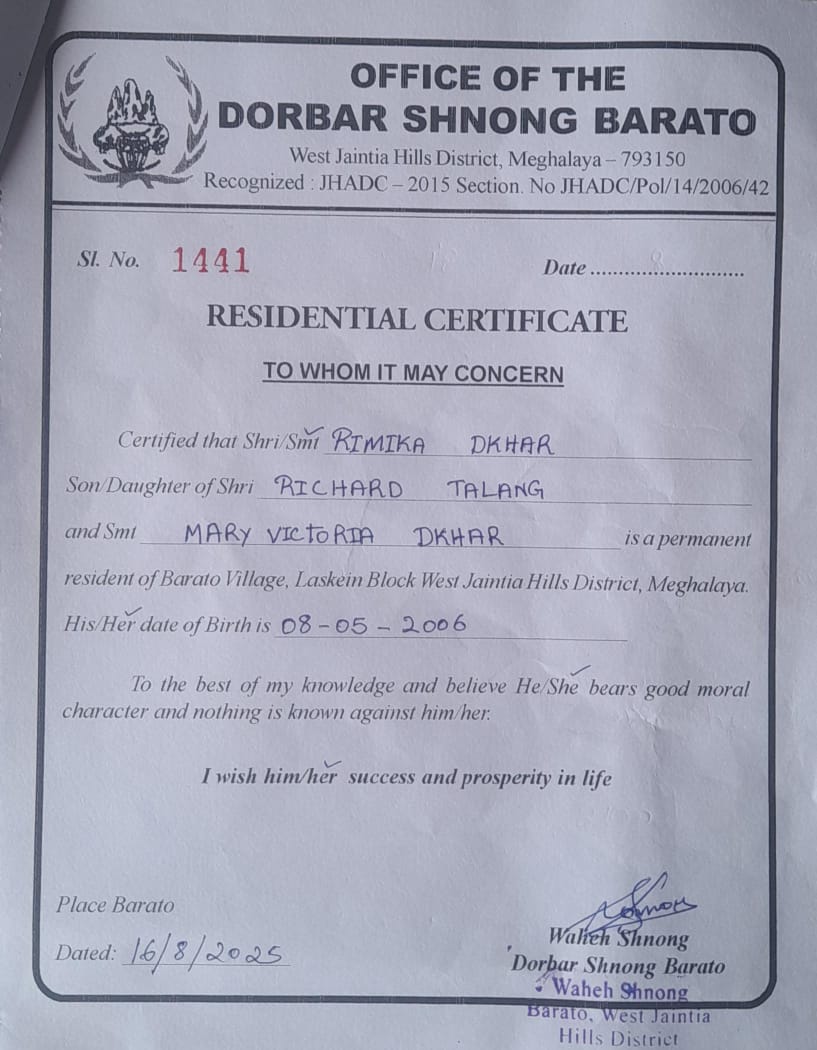 OFFICE OF THE
DORBAR SHNONG BARATO
West Jaintia Hills District, Meghalaya – 793150
Recognized : JHADC – 2015 Section. No JHADC/Pol/14/2006/42
Sl. No. 1441 Date ...........................
RESIDENTIAL CERTIFICATE
TO WHOM IT MAY CONCERN
Certified that Shri/Smt RIMIKA DKHAR
Son/Daughter of Shri RICHARD TALANG
and Smt MARY VICTORIA DKHAR is a permanent
resident of Barato Village, Laskein Block West Jaintia Hills District, Meghalaya.
His/Her date of Birth is 08-05-2006
To the best of my knowledge and believe He/She bears good moral
character and nothing is known against him/her.
I wish him/her success and prosperity in life
Place Barato
Dated: 16/8/2025
Waheh Shnong
Dorbar Shnong Barato
Waheh Shnong
Barato, West Jaintia
Hills District